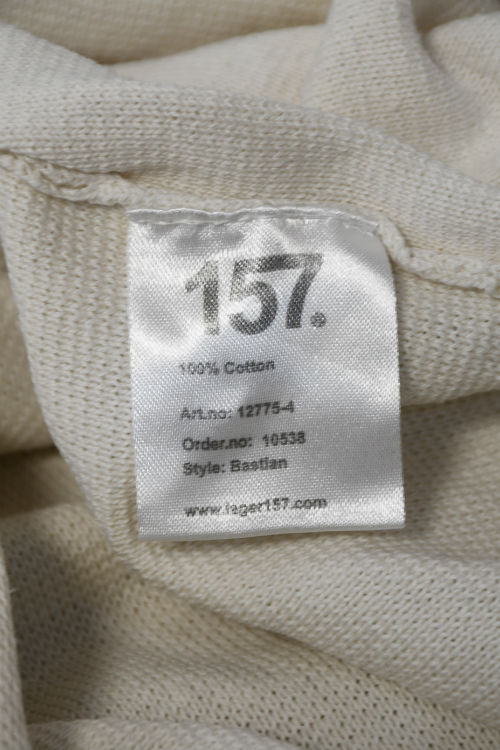 157.
100% Cotton
Art.no: 12775-4
Order.no: 10538
Style: Bastian
www.lager157.com